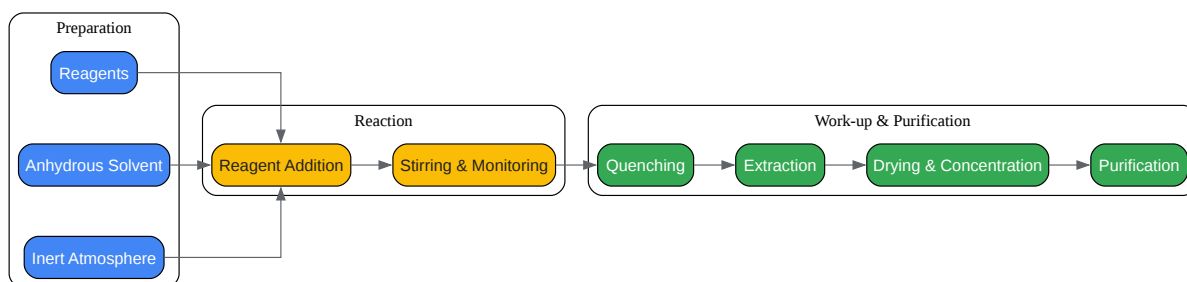 Preparation
Reagents
Anhydrous Solvent
Inert Atmosphere
Reaction
Reagent Addition
Stirring & Monitoring
Work-up & Purification
Quenching
Extraction
Drying & Concentration
Purification